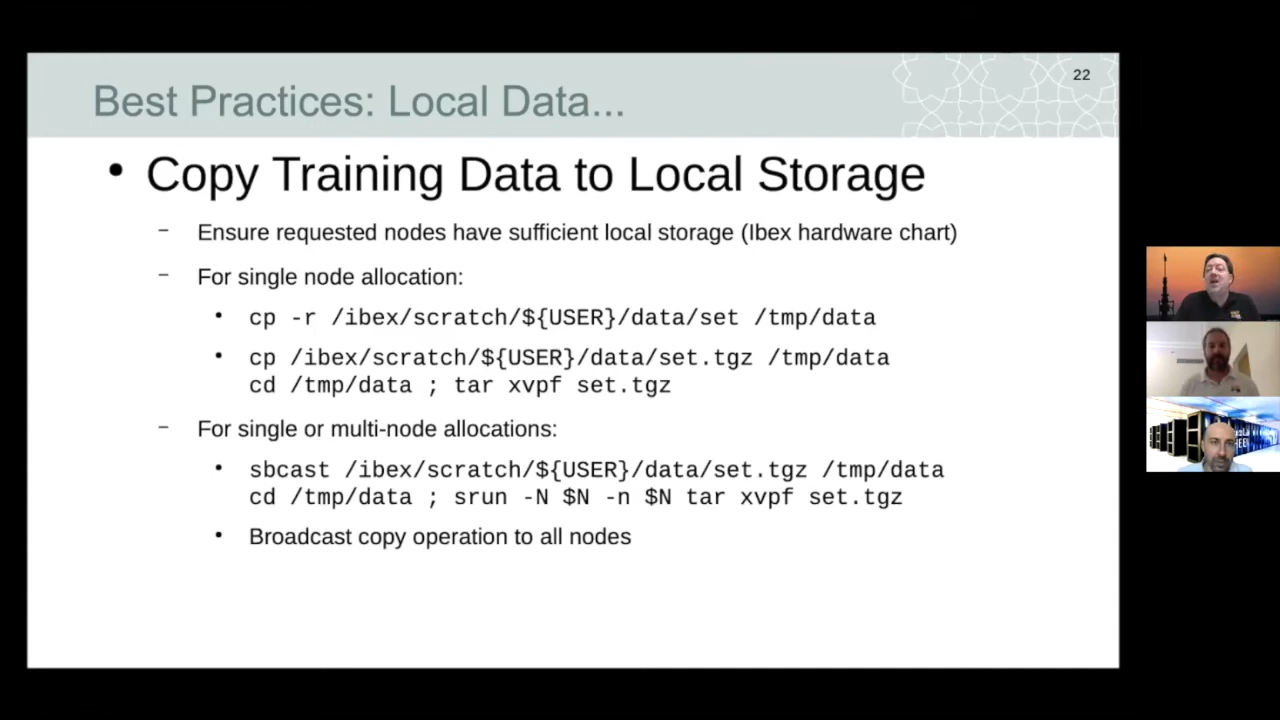 22
Best Practices: Local Data...
• Copy Training Data to Local Storage
– Ensure requested nodes have sufficient local storage (Ibex hardware chart)
– For single node allocation:
• cp -r /ibex/scratch/${USER}/data/set /tmp/data
• cp /ibex/scratch/${USER}/data/set.tgz /tmp/data
cd /tmp/data ; tar xvpf set.tgz
– For single or multi-node allocations:
• sbcast /ibex/scratch/${USER}/data/set.tgz /tmp/data
cd /tmp/data ; srun -N $N -n $N tar xvpf set.tgz
• Broadcast copy operation to all nodes